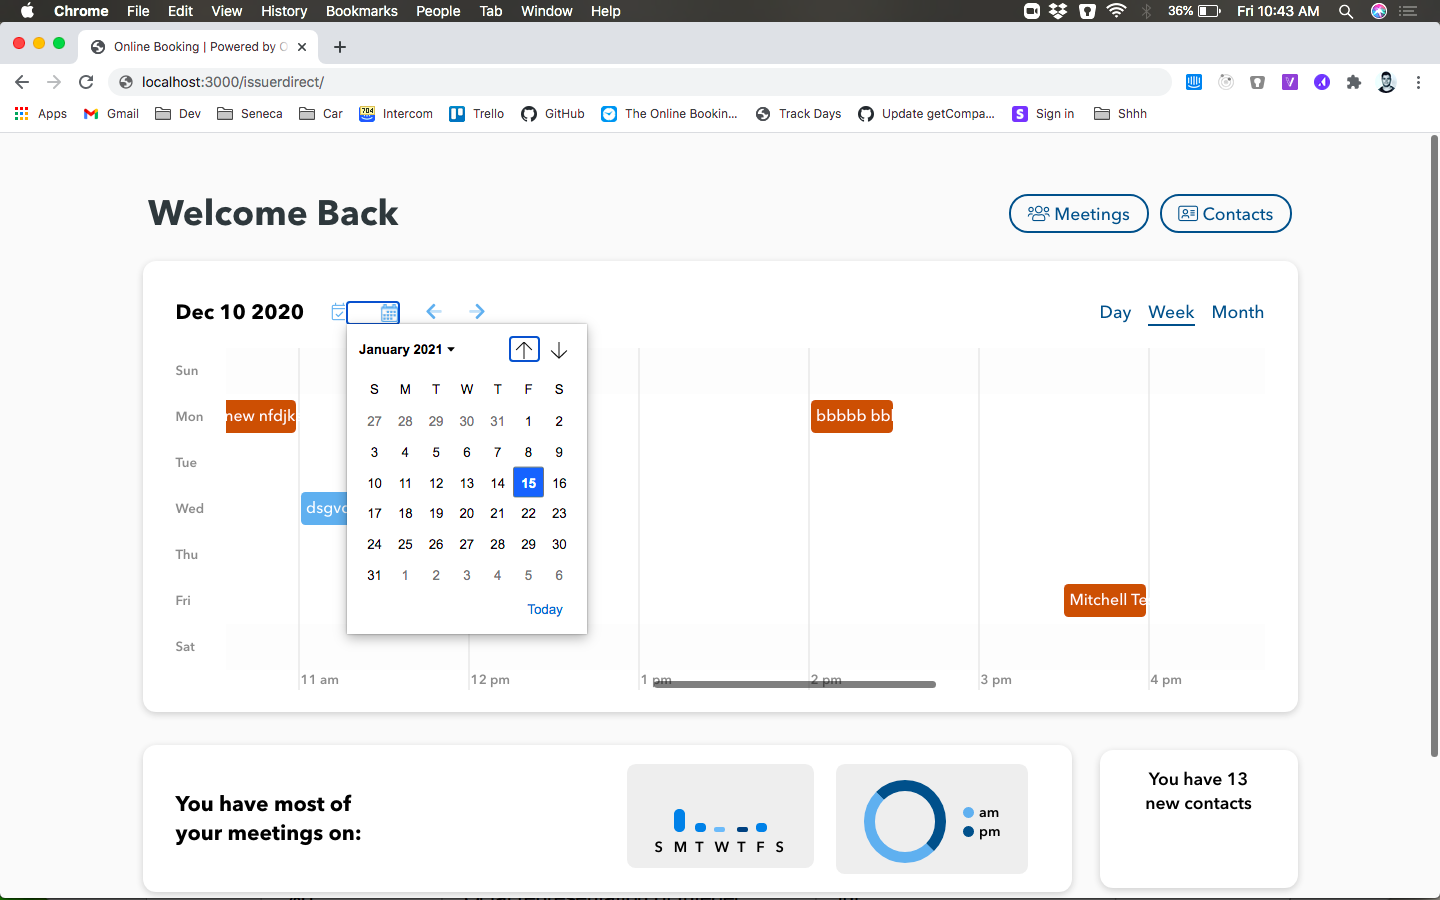 Chrome File Edit View History Bookmarks People Tab Window Help 36% Fri 10:43 AM
Online Booking | Powered by
localhost:3000/issuerdirect/
Apps Gmail Dev Seneca Car Intercom Trello GitHub The Online Bookin... Track Days Update getCompa... Sign in Shhh
Welcome Back
Meetings Contacts
Dec 10 2020
Day Week Month
January 2021
S M T W T F S
27 28 29 30 31 1 2
3 4 5 6 7 8 9
10 11 12 13 14 15 16
17 18 19 20 21 22 23
24 25 26 27 28 29 30
31 1 2 3 4 5 6
Today
Sun
Mon new nfdjk bbbbb bb
Tue
Wed dsgv
Thu
Fri Mitchell Te
Sat
11 am 12 pm 1 pm 2 pm 3 pm 4 pm
You have most of
your meetings on:
S M T W T F S
am
pm
You have 13
new contacts